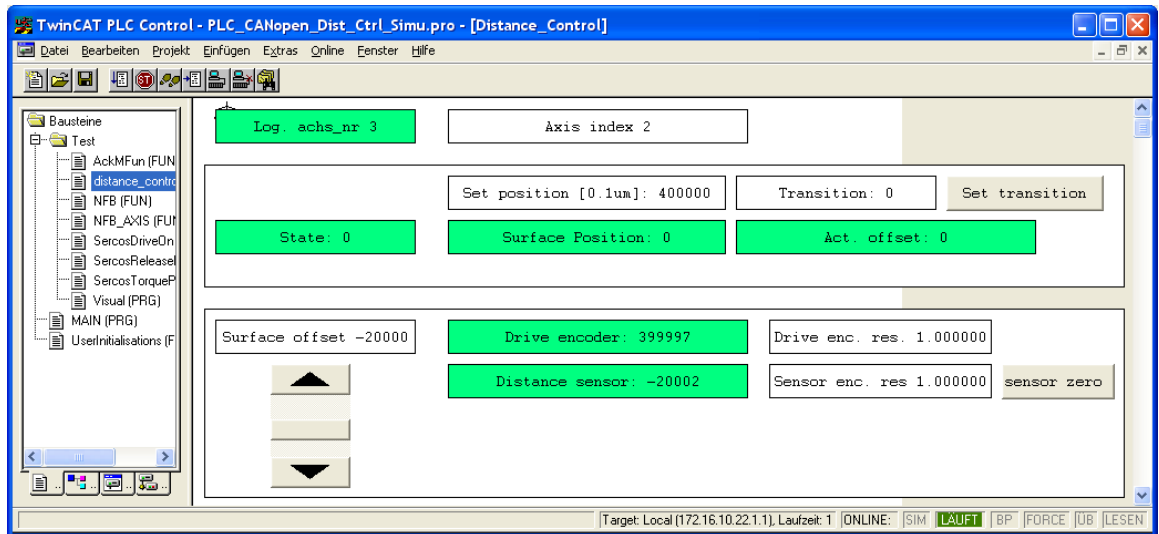 TwinCAT PLC Control - PLC_CANopen_Dist_Ctrl_Simu.pro - [Distance_Control]
Datei Bearbeiten Projekt Einfügen Extras Online Fenster Hilfe
ST
Bausteine
Test
AckMFun (FUN
distance_contro
NFB (FUN)
NFB_AXIS (FUN
SercosDriveOn
SercosReleasel
SercosTorqueP
Visual (PRG)
MAIN (PRG)
UserInitialisations (F
Log. achs_nr 3
Axis index 2
Set position [0.1um]: 400000
Transition: 0
Set transition
State: 0
Surface Position: 0
Act. offset: 0
Surface offset -20000
Drive encoder: 399997
Drive enc. res. 1.000000
Distance sensor: -20002
Sensor enc. res 1.000000
sensor zero
Target: Local (172.16.10.22.1.1), Laufzeit: 1 ONLINE: SIM LÄUFT BP FORCE ÜB LESEN